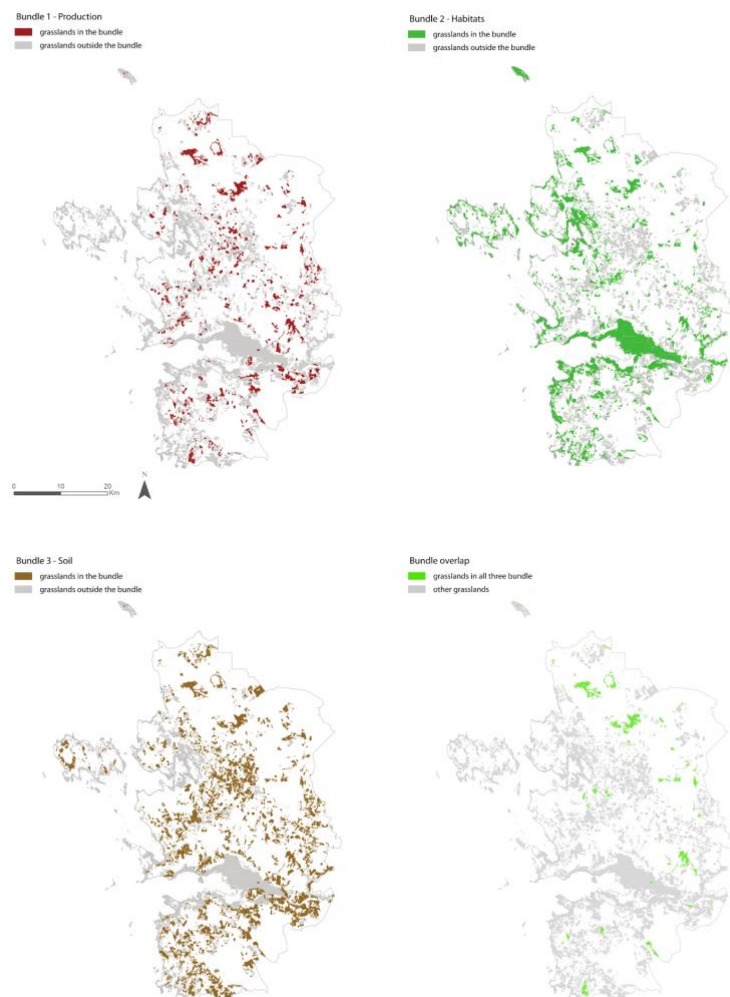 Bundle 1 - Production
grasslands in the bundle
grasslands outside the bundle
Bundle 2 - Habitats
grasslands in the bundle
grasslands outside the bundle
0 10 20
Km
N
Bundle 3 - Soil
grasslands in the bundle
grasslands outside the bundle
Bundle overlap
grasslands in all three bundle
other grasslands